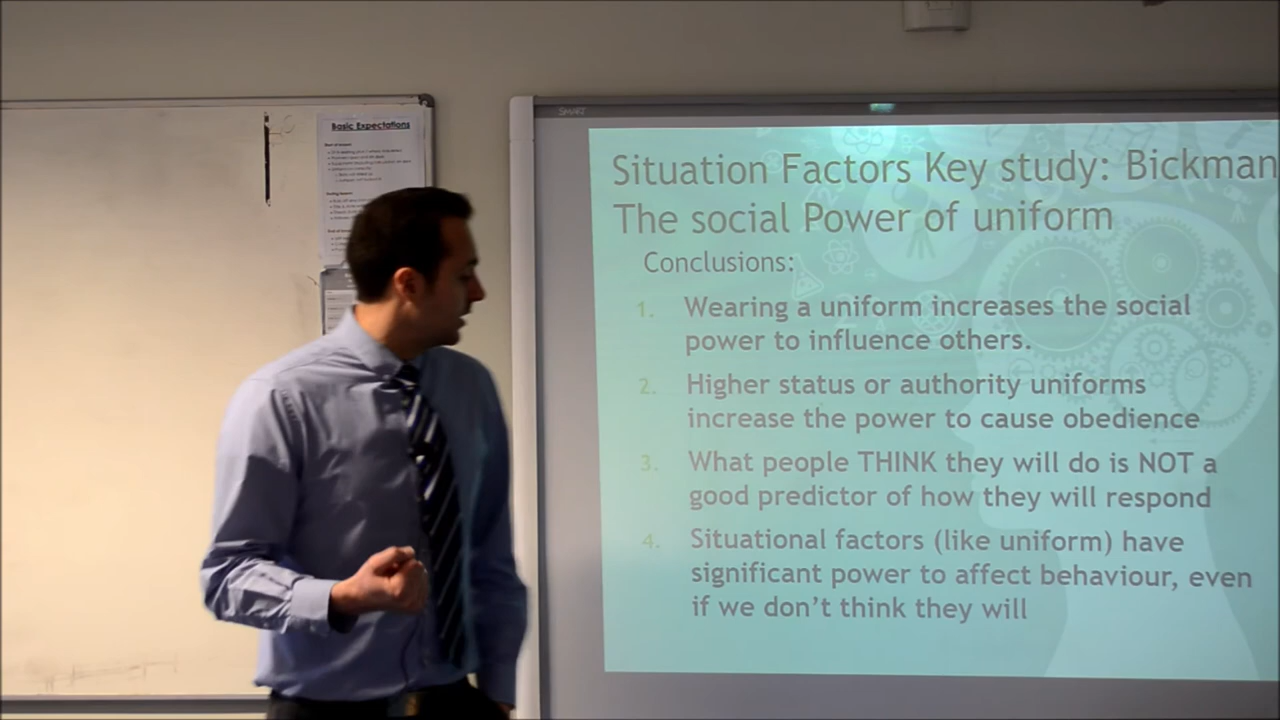 Basic Expectations
SMART
Situation Factors Key study: Bickman
The social Power of uniform
Conclusions:
1. Wearing a uniform increases the social
power to influence others.
2. Higher status or authority uniforms
increase the power to cause obedience
3. What people THINK they will do is NOT a
good predictor of how they will respond
4. Situational factors (like uniform) have
significant power to affect behaviour, even
if we don't think they will